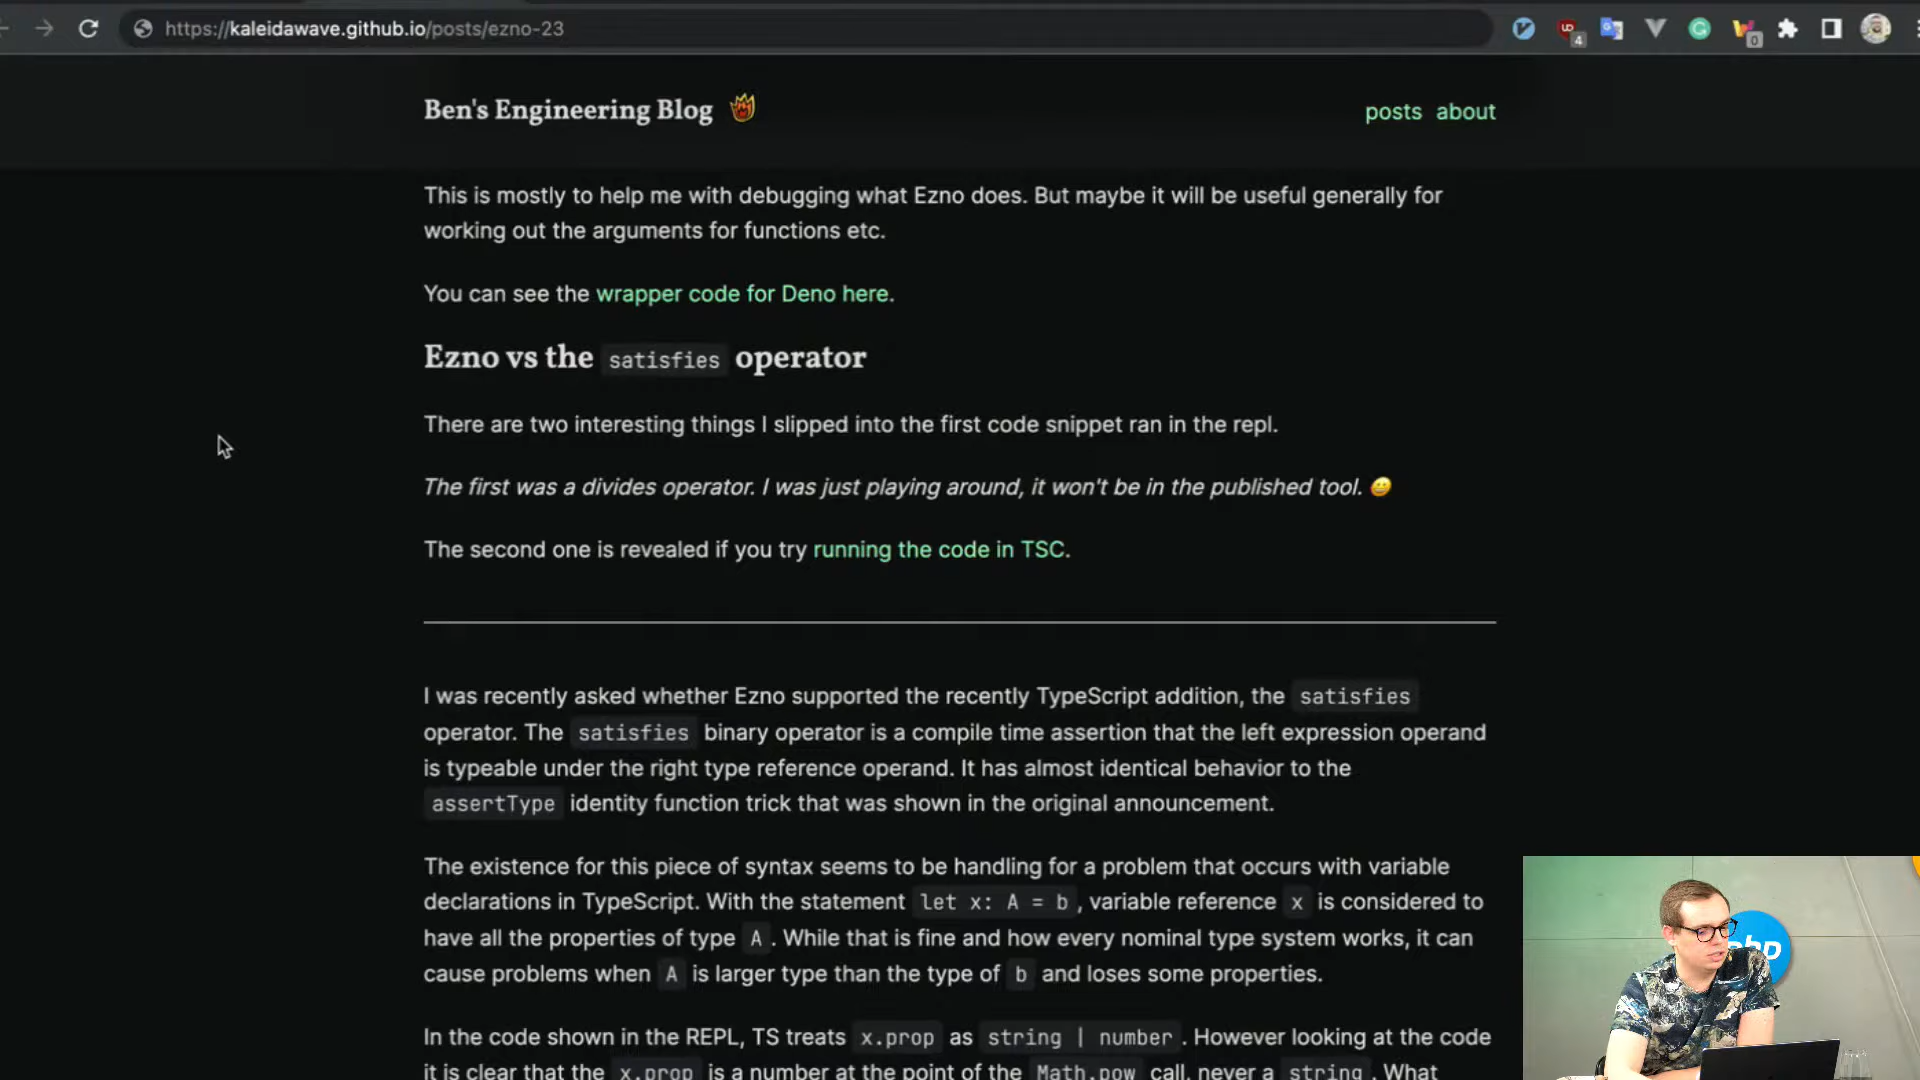 https://kaleidawave.github.io/posts/ezno-23
4
0
Ben's Engineering Blog
posts about
This is mostly to help me with debugging what Ezno does. But maybe it will be useful generally for
working out the arguments for functions etc.
You can see the wrapper code for Deno here.
Ezno vs the satisfies operator
There are two interesting things I slipped into the first code snippet ran in the repl.
The first was a divides operator. I was just playing around, it won't be in the published tool. 😀
The second one is revealed if you try running the code in TSC.
I was recently asked whether Ezno supported the recently TypeScript addition, the satisfies
operator. The satisfies binary operator is a compile time assertion that the left expression operand
is typeable under the right type reference operand. It has almost identical behavior to the
assertType identity function trick that was shown in the original announcement.
The existence for this piece of syntax seems to be handling for a problem that occurs with variable
declarations in TypeScript. With the statement let x: A = b, variable reference x is considered to
have all the properties of type A. While that is fine and how every nominal type system works, it can
cause problems when A is larger type than the type of b and loses some properties.
In the code shown in the REPL, TS treats x.prop as string | number. However looking at the code
it is clear that the x.prop is a number at the point of the Math.pow call, never a string. What
php